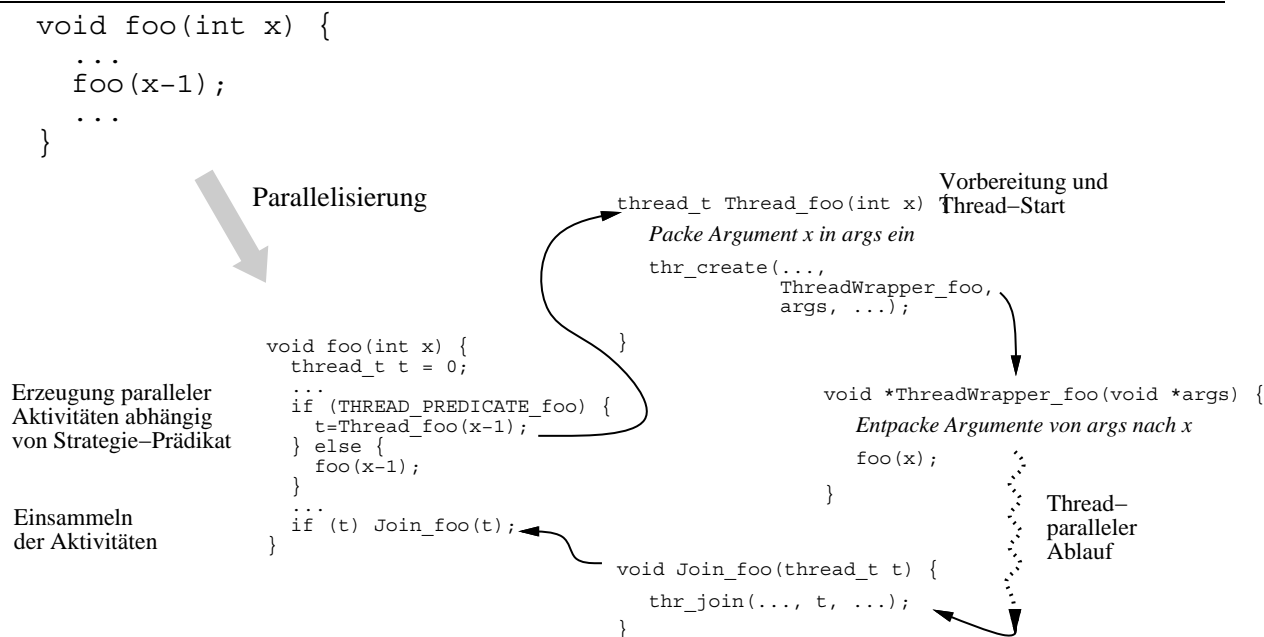 void foo(int x) {
...
foo(x−1);
...
}
Parallelisierung
Vorbereitung und
Thread−Start
thread_t Thread_foo(int x) {
Packe Argument x in args ein
thr_create(...,
ThreadWrapper_foo,
args, ...);
}
void foo(int x) {
thread_t t = 0;
...
if (THREAD_PREDICATE_foo) {
t=Thread_foo(x−1);
} else {
foo(x−1);
}
...
if (t) Join_foo(t);
}
Erzeugung paralleler
Aktivitäten abhängig
von Strategie−Prädikat
Einsammeln
der Aktivitäten
void *ThreadWrapper_foo(void *args) {
Entpacke Argumente von args nach x
foo(x);
}
Thread−
paralleler
Ablauf
void Join_foo(thread_t t) {
thr_join(..., t, ...);
}